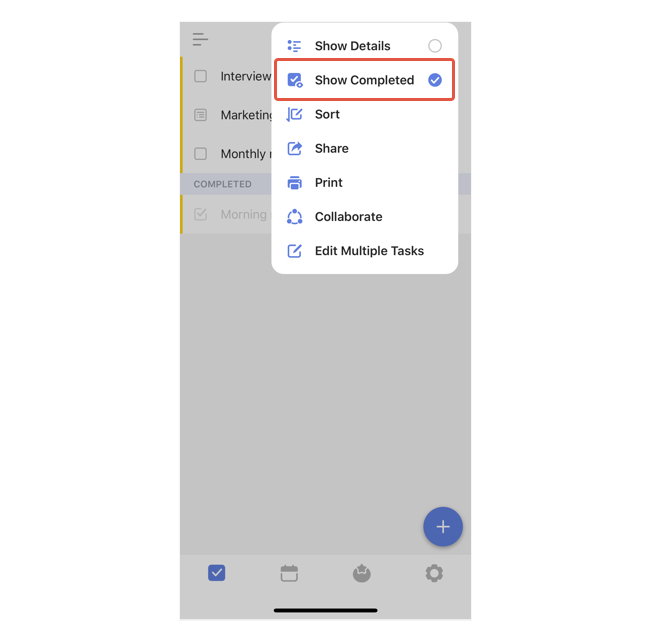 Show Details
Interview
Show Completed
Marketing
Sort
Share
Monthly
Print
COMPLETED
Morning
Collaborate
Edit Multiple Tasks